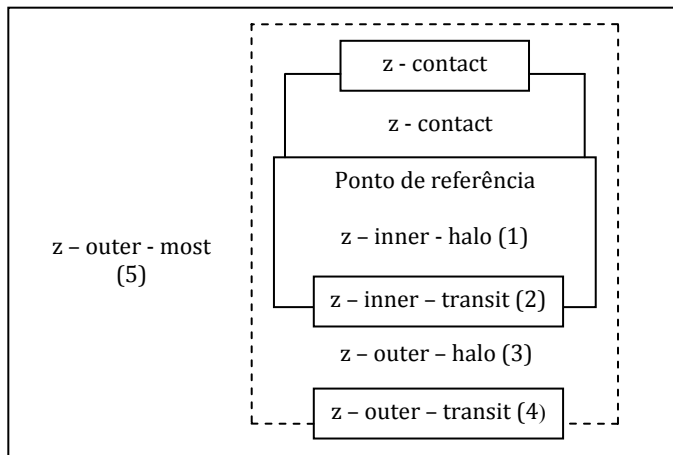 z - contact
z - contact
Ponto de referência
z – inner - halo (1)
z – outer - most
(5)
z – inner – transit (2)
z – outer – halo (3)
z – outer – transit (4)